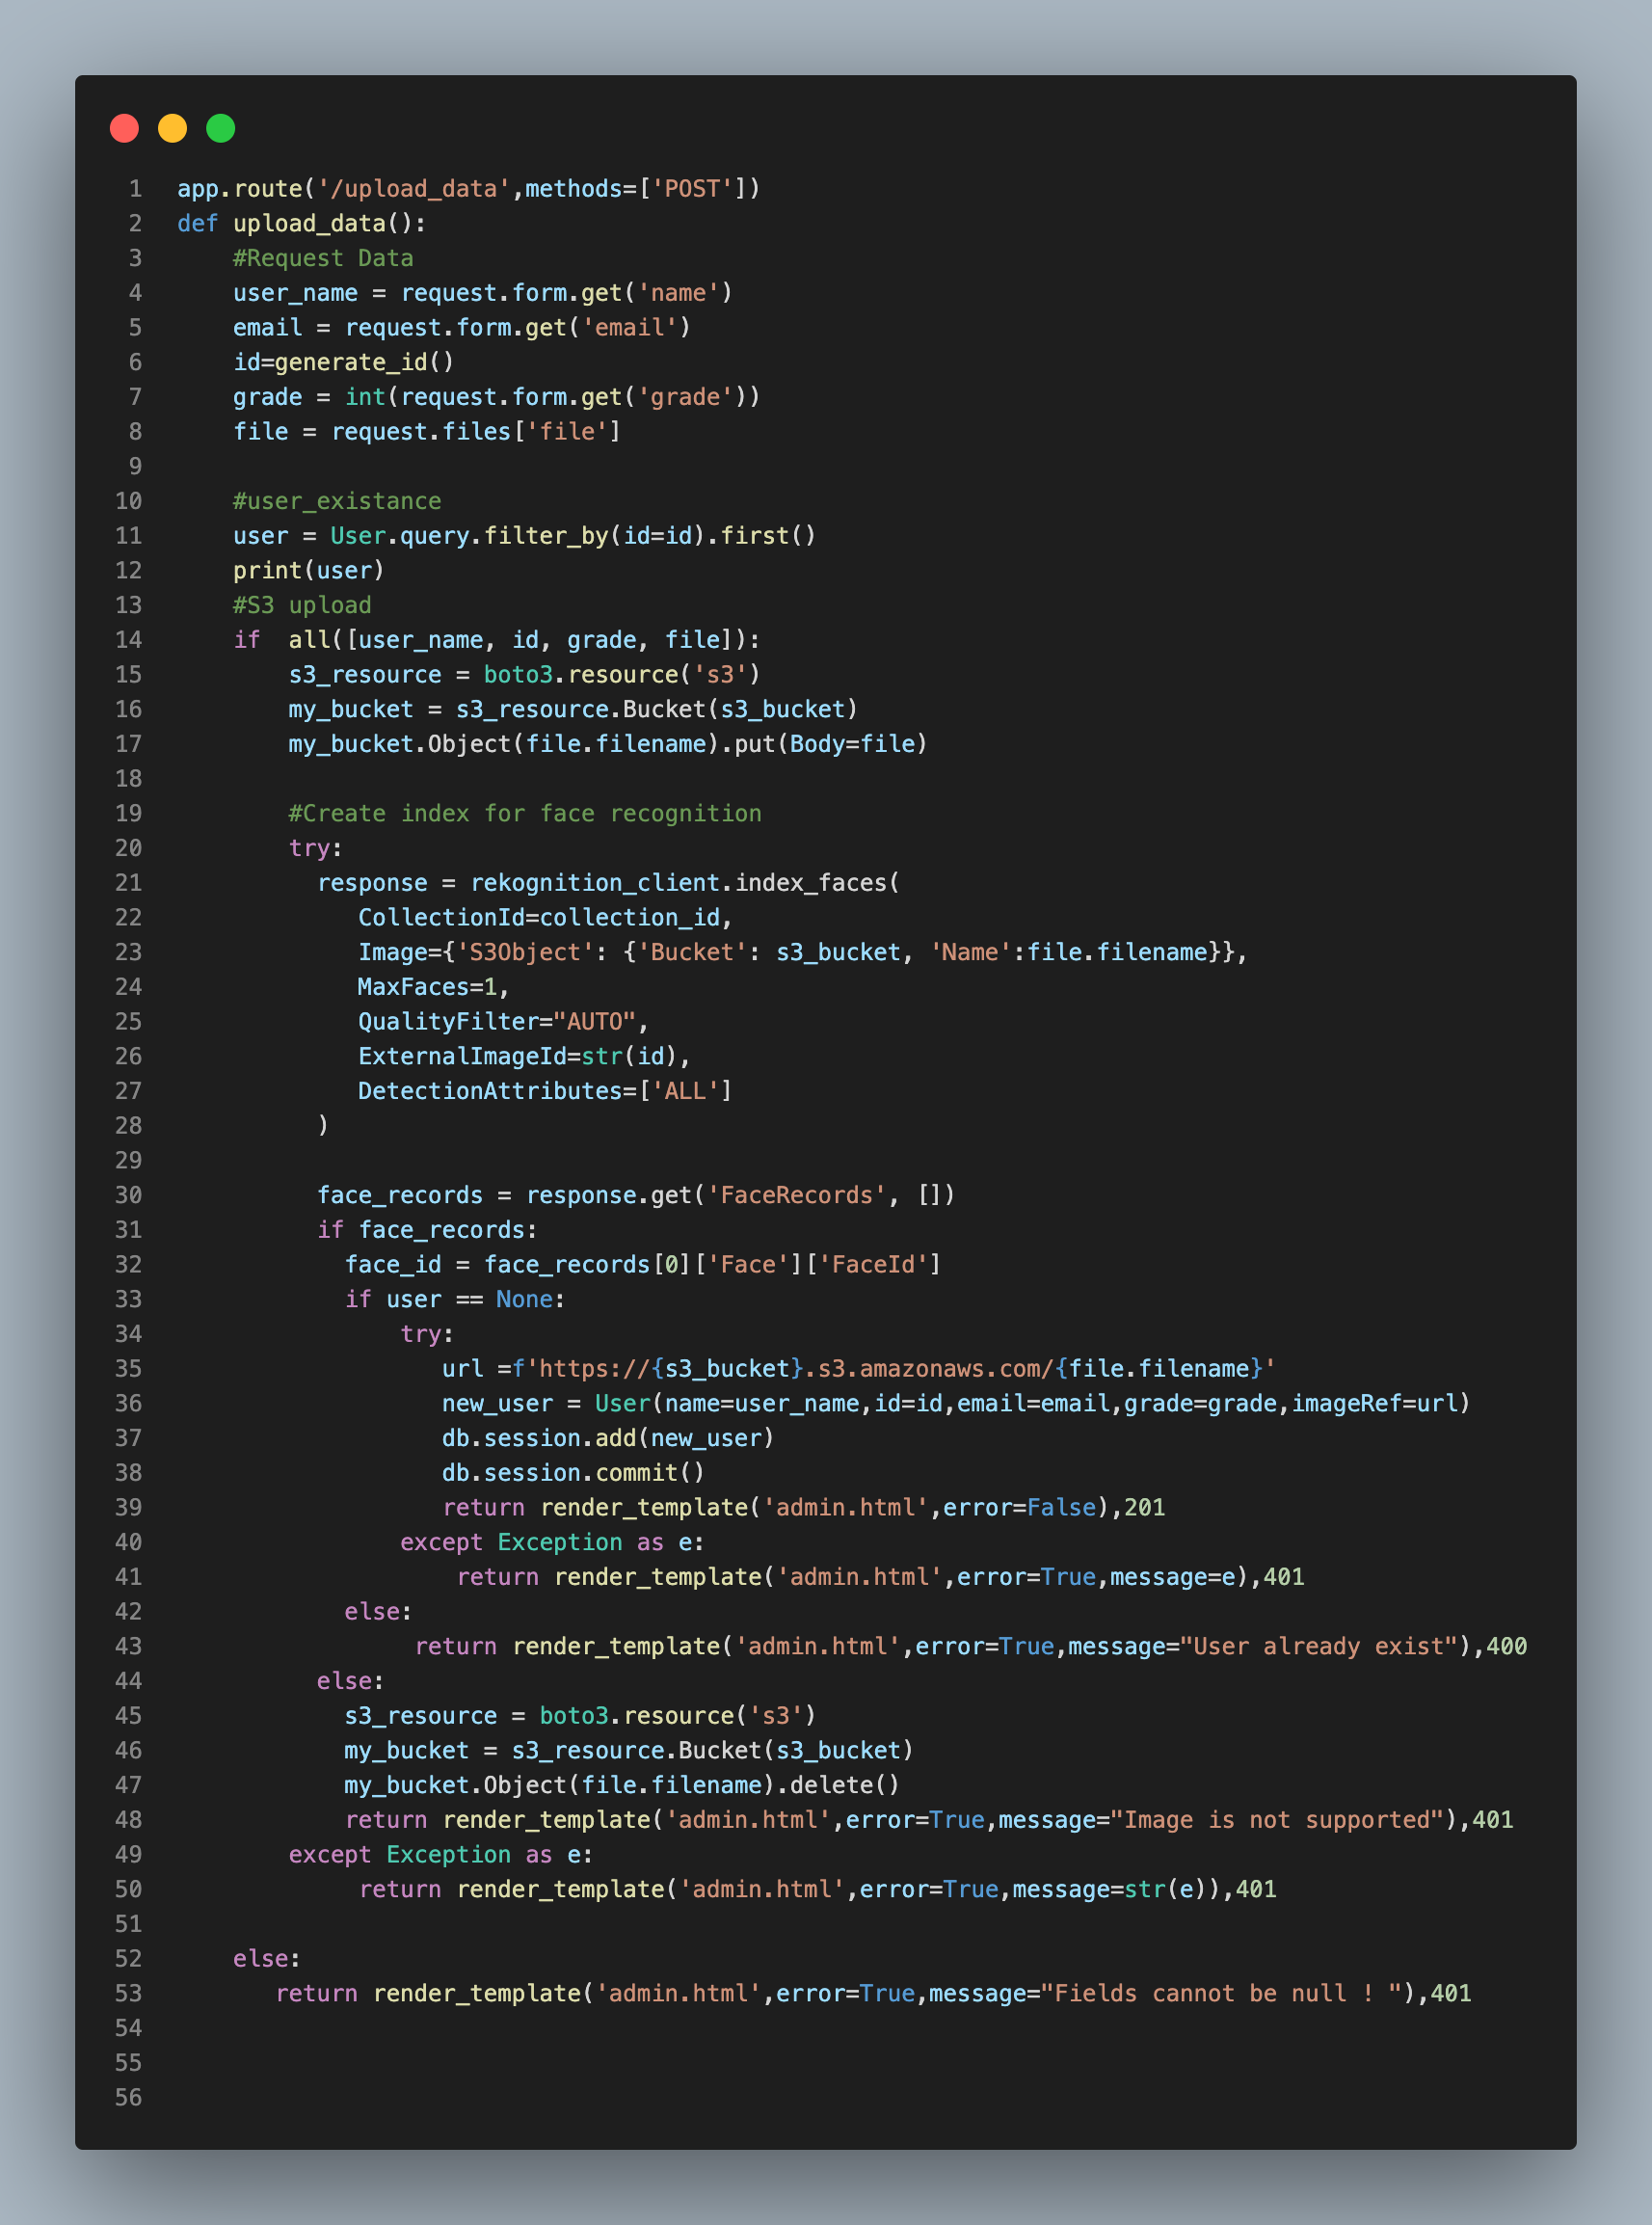 1 app.route('/upload_data',methods=['POST'])
2 def upload_data():
3     #Request Data
4     user_name = request.form.get('name')
5     email = request.form.get('email')
6     id=generate_id()
7     grade = int(request.form.get('grade'))
8     file = request.files['file']
9
10     #user_existance
11     user = User.query.filter_by(id=id).first()
12     print(user)
13     #S3 upload
14     if  all([user_name, id, grade, file]):
15         s3_resource = boto3.resource('s3')
16         my_bucket = s3_resource.Bucket(s3_bucket)
17         my_bucket.Object(file.filename).put(Body=file)
18
19         #Create index for face recognition
20         try:
21           response = rekognition_client.index_faces(
22              CollectionId=collection_id,
23              Image={'S3Object': {'Bucket': s3_bucket, 'Name':file.filename}},
24              MaxFaces=1,
25              QualityFilter="AUTO",
26              ExternalImageId=str(id),
27              DetectionAttributes=['ALL']
28           )
29
30           face_records = response.get('FaceRecords', [])
31           if face_records:
32             face_id = face_records[0]['Face']['FaceId']
33             if user == None:
34                 try:
35                    url =f'https://{s3_bucket}.s3.amazonaws.com/{file.filename}'
36                    new_user = User(name=user_name,id=id,email=email,grade=grade,imageRef=url)
37                    db.session.add(new_user)
38                    db.session.commit()
39                    return render_template('admin.html',error=False),201
40                 except Exception as e:
41                     return render_template('admin.html',error=True,message=e),401
42             else:
43                  return render_template('admin.html',error=True,message="User already exist"),400
44           else:
45             s3_resource = boto3.resource('s3')
46             my_bucket = s3_resource.Bucket(s3_bucket)
47             my_bucket.Object(file.filename).delete()
48             return render_template('admin.html',error=True,message="Image is not supported"),401
49         except Exception as e:
50              return render_template('admin.html',error=True,message=str(e)),401
51
52     else:
53        return render_template('admin.html',error=True,message="Fields cannot be null ! "),401
54
55
56